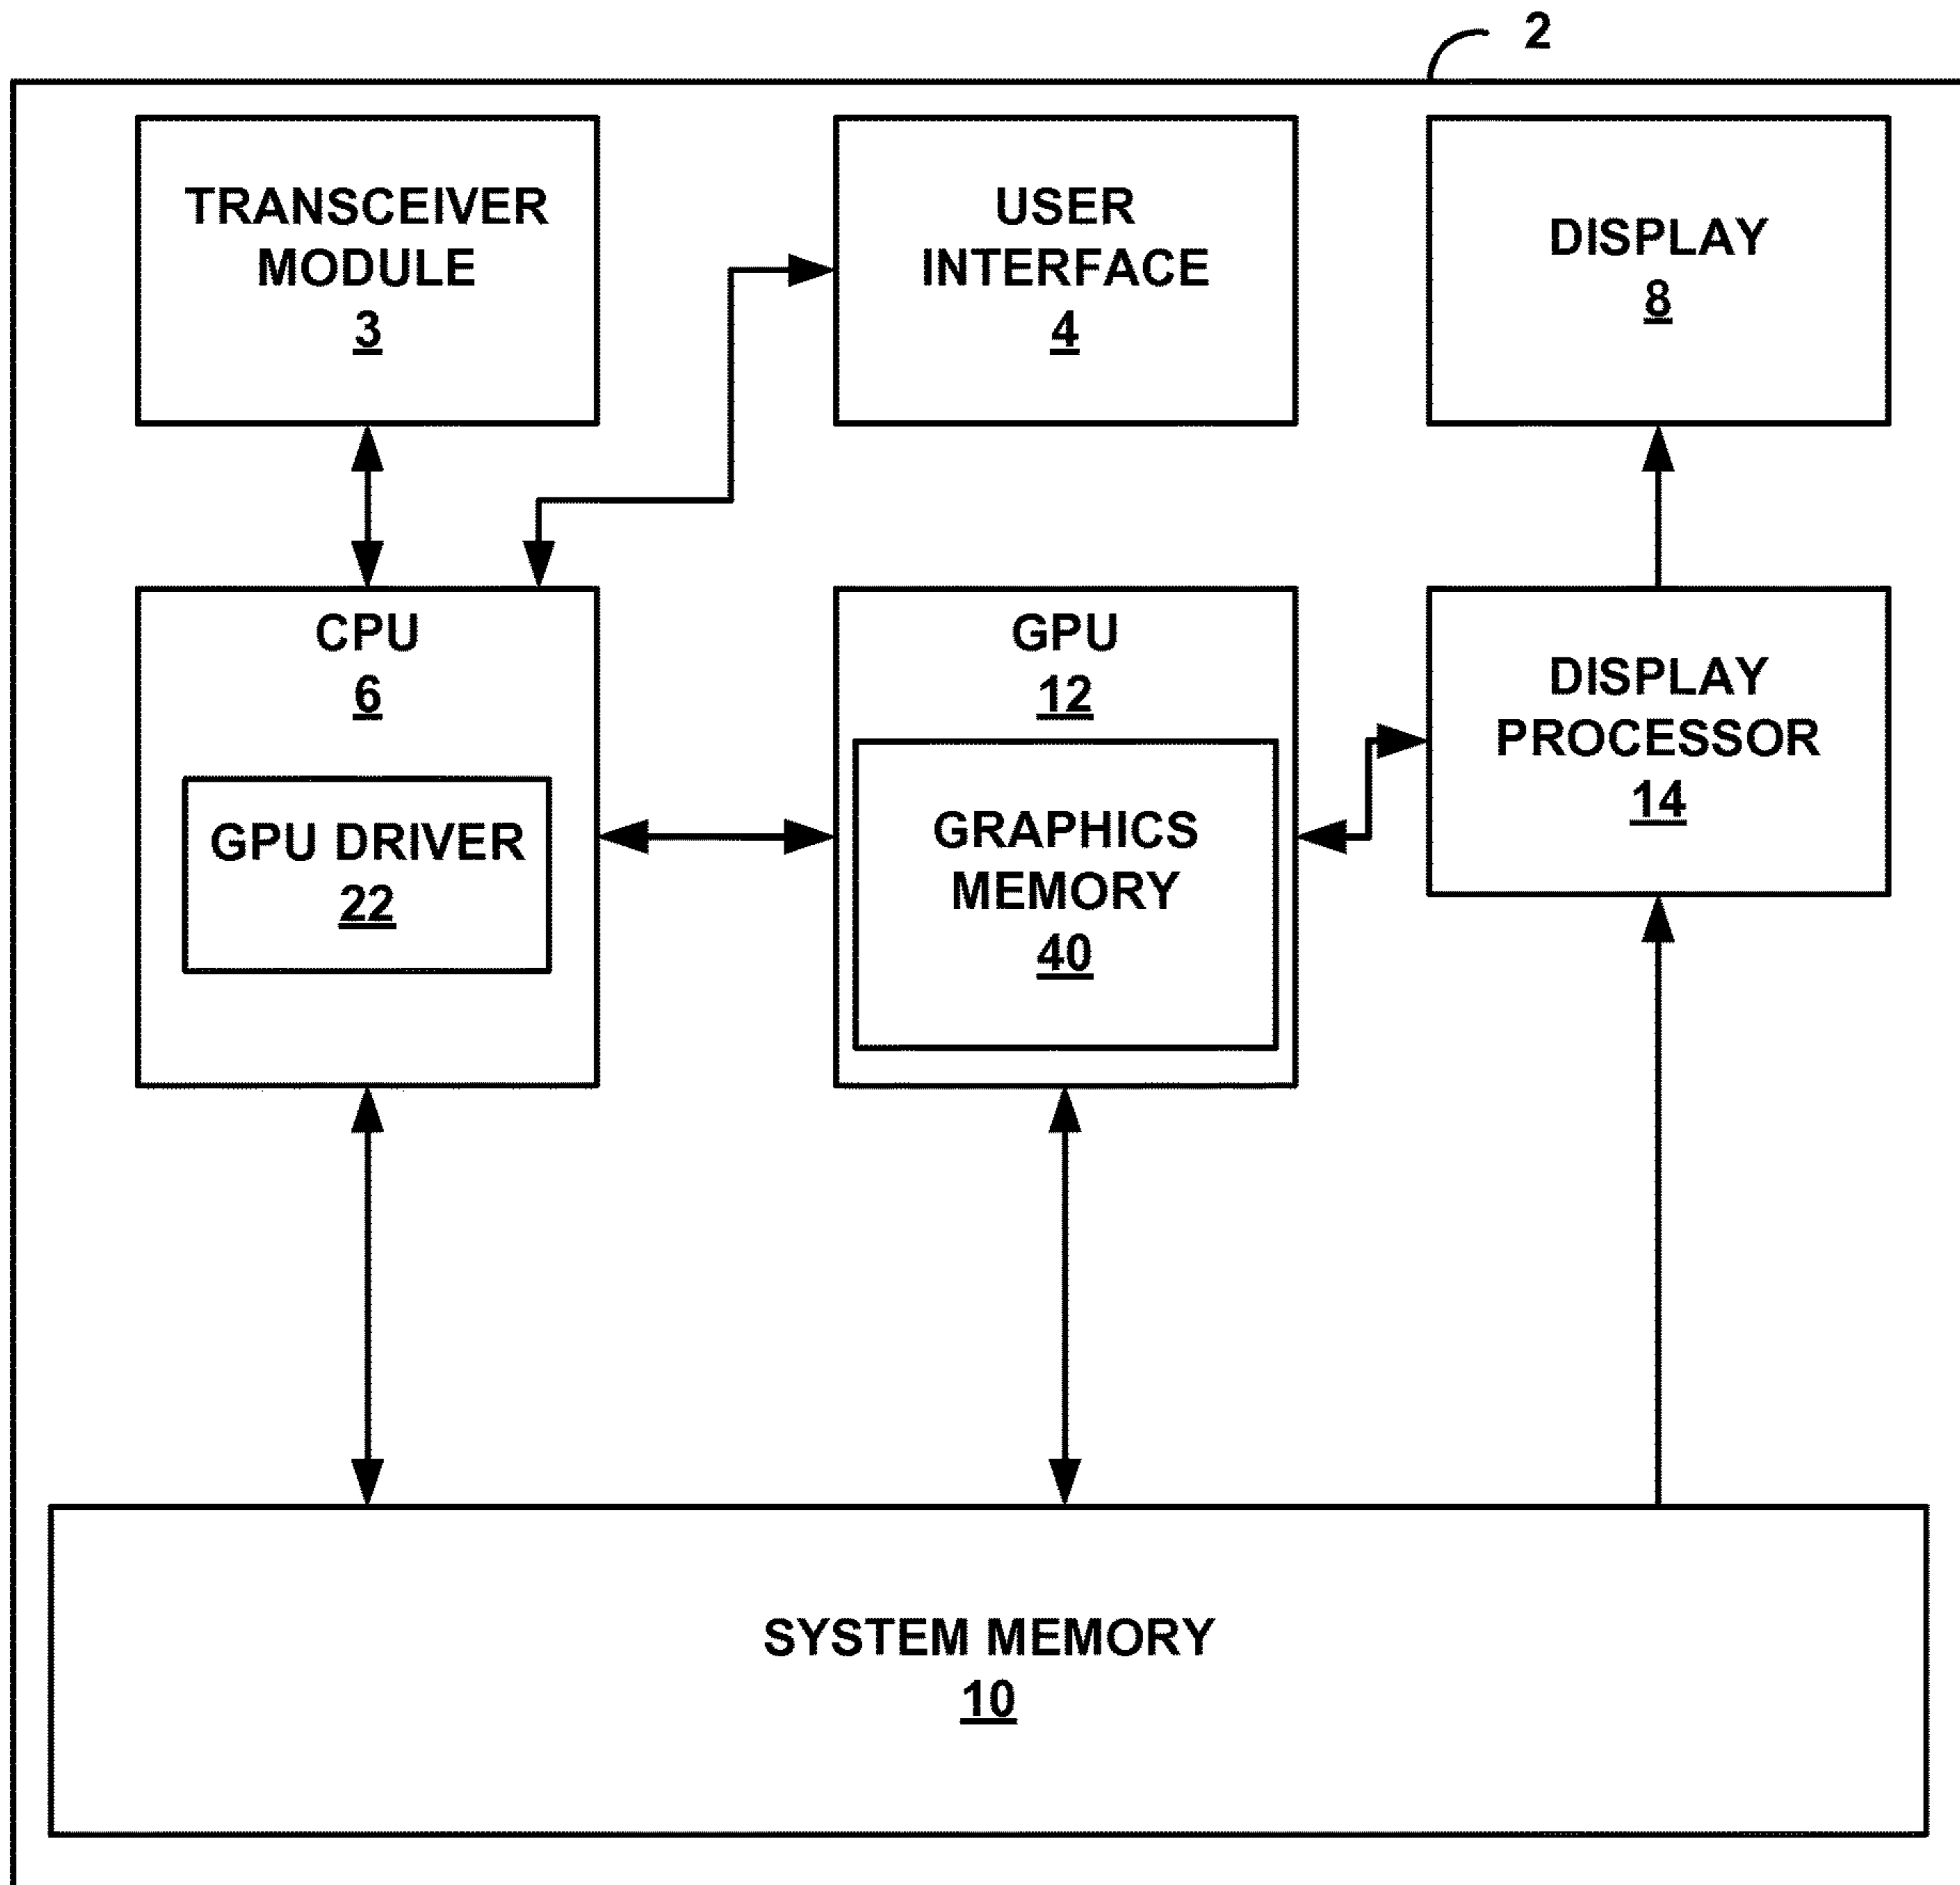 2
TRANSCEIVER
MODULE
3
USER
INTERFACE
4
DISPLAY
8
CPU
6
GPU DRIVER
22
GPU
12
GRAPHICS
MEMORY
40
DISPLAY
PROCESSOR
14
SYSTEM MEMORY
10